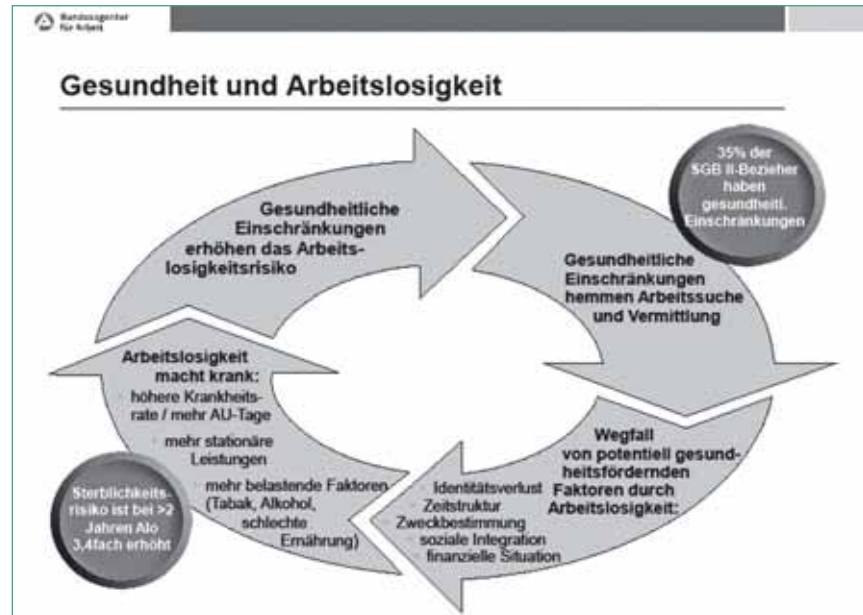 Bundesagentur
für Arbeit
Gesundheit und Arbeitslosigkeit
35% der
SGB II-Bezieher
haben
gesundheitl.
Einschränkungen
Gesundheitliche
Einschränkungen
erhöhen das Arbeits-
losigkeitsrisiko
Gesundheitliche
Einschränkungen
hemmen Arbeitssuche
und Vermittlung
Wegfall
von potentiell gesund-
heitsfördernden
Faktoren durch
Arbeitslosigkeit:
Identitätsverlust
Zeitstruktur
Zweckbestimmung
soziale Integration
finanzielle Situation
Arbeitslosigkeit
macht krank:
höhere Krankheits-
rate / mehr AU-Tage
mehr stationäre
Leistungen
mehr belastende Faktoren
(Tabak, Alkohol,
schlechte
Ernährung)
Sterblichkeits-
risiko ist bei >2
Jahren Alo
3,4fach erhöht